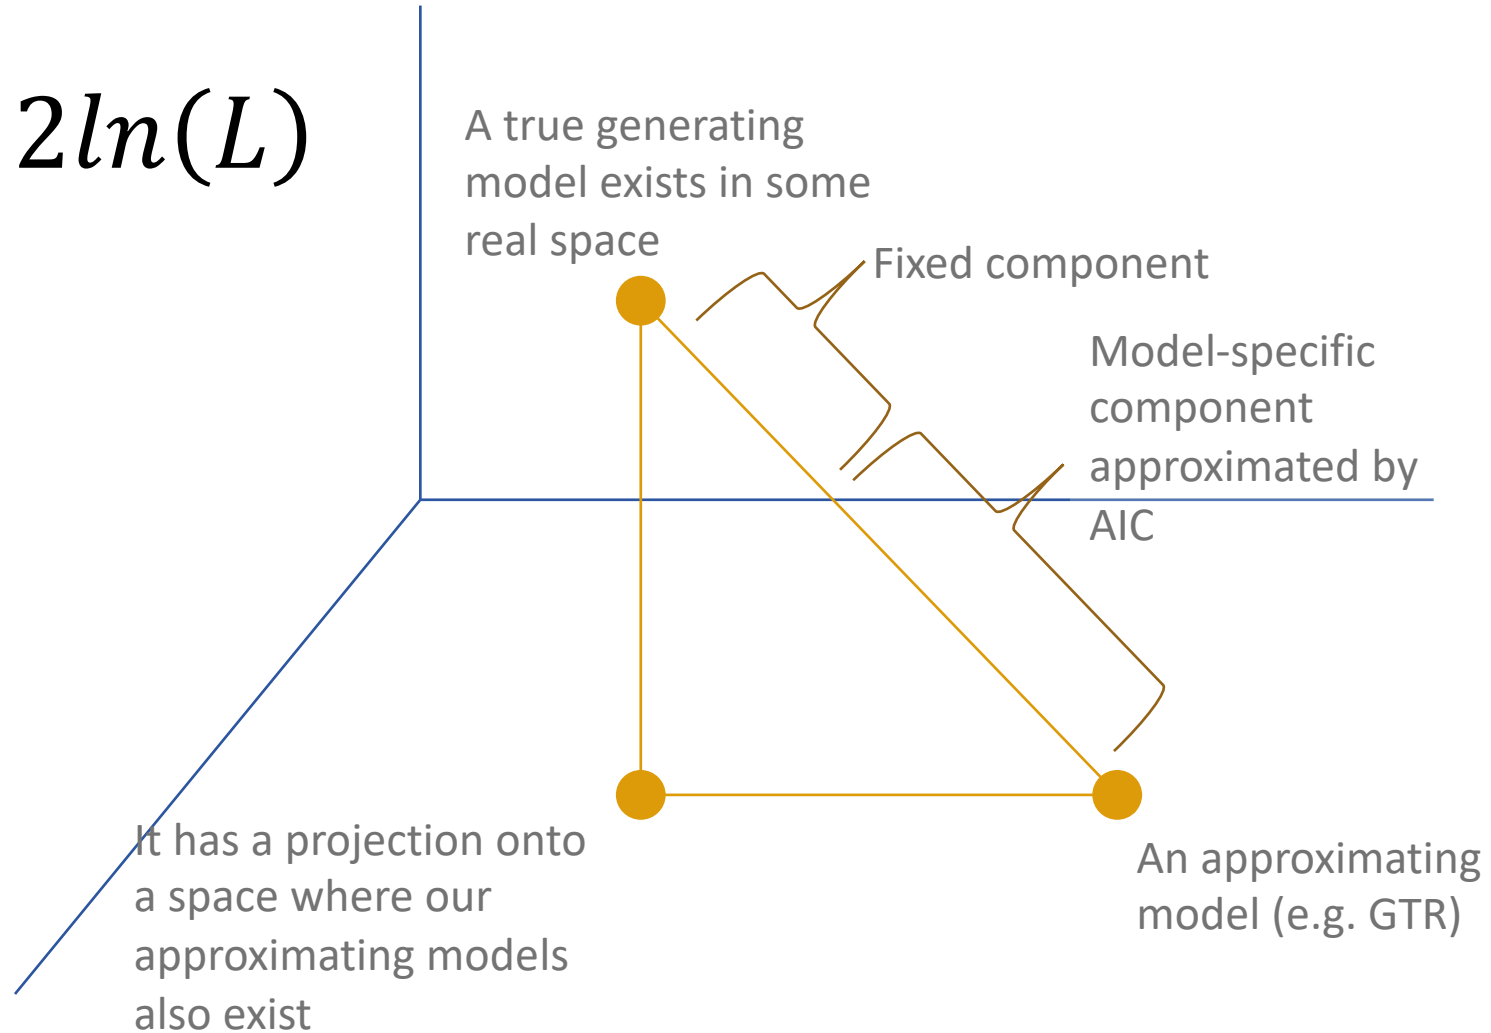 2ln(L)
A true generating
model exists in some
real space
Fixed component
Model-specific
component
approximated by
AIC
It has a projection onto
a space where our
approximating models
also exist
An approximating
model (e.g. GTR)